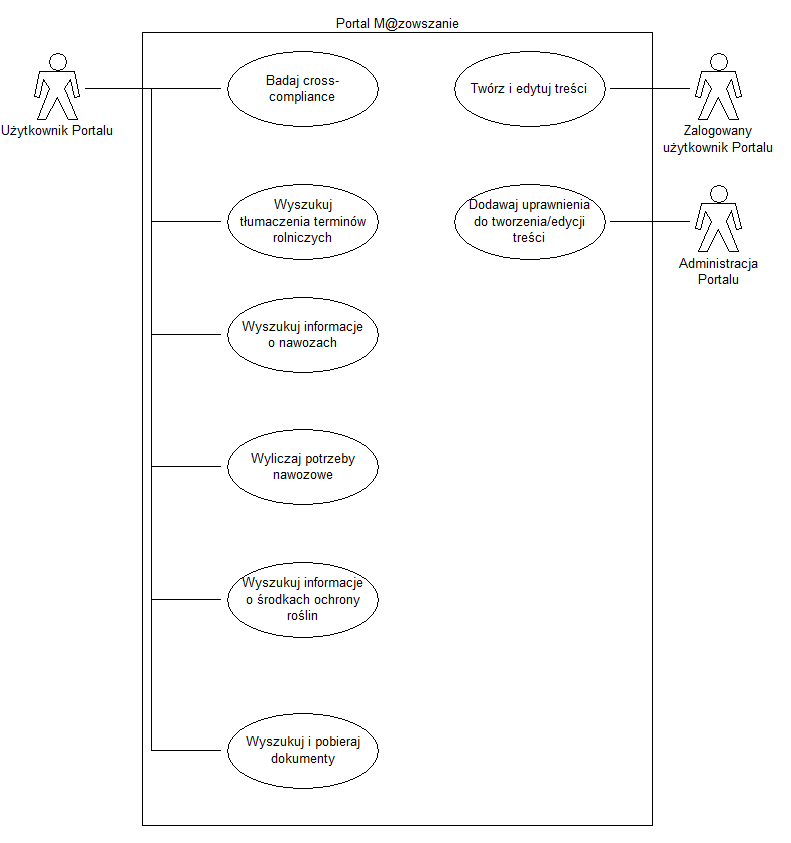 Portal M@zowszanie
Użytkownik Portalu
Badaj cross-
compliance
Wyszukuj
tłumaczenia terminów
rolniczych
Wyszukuj informacje
o nawozach
Wyliczaj potrzeby
nawozowe
Wyszukuj informacje
o środkach ochrony
roślin
Wyszukuj i pobieraj
dokumenty
Twórz i edytuj treści
Dodawaj uprawnienia
do tworzenia/edycji
treści
Zalogowany
użytkownik Portalu
Administracja
Portalu